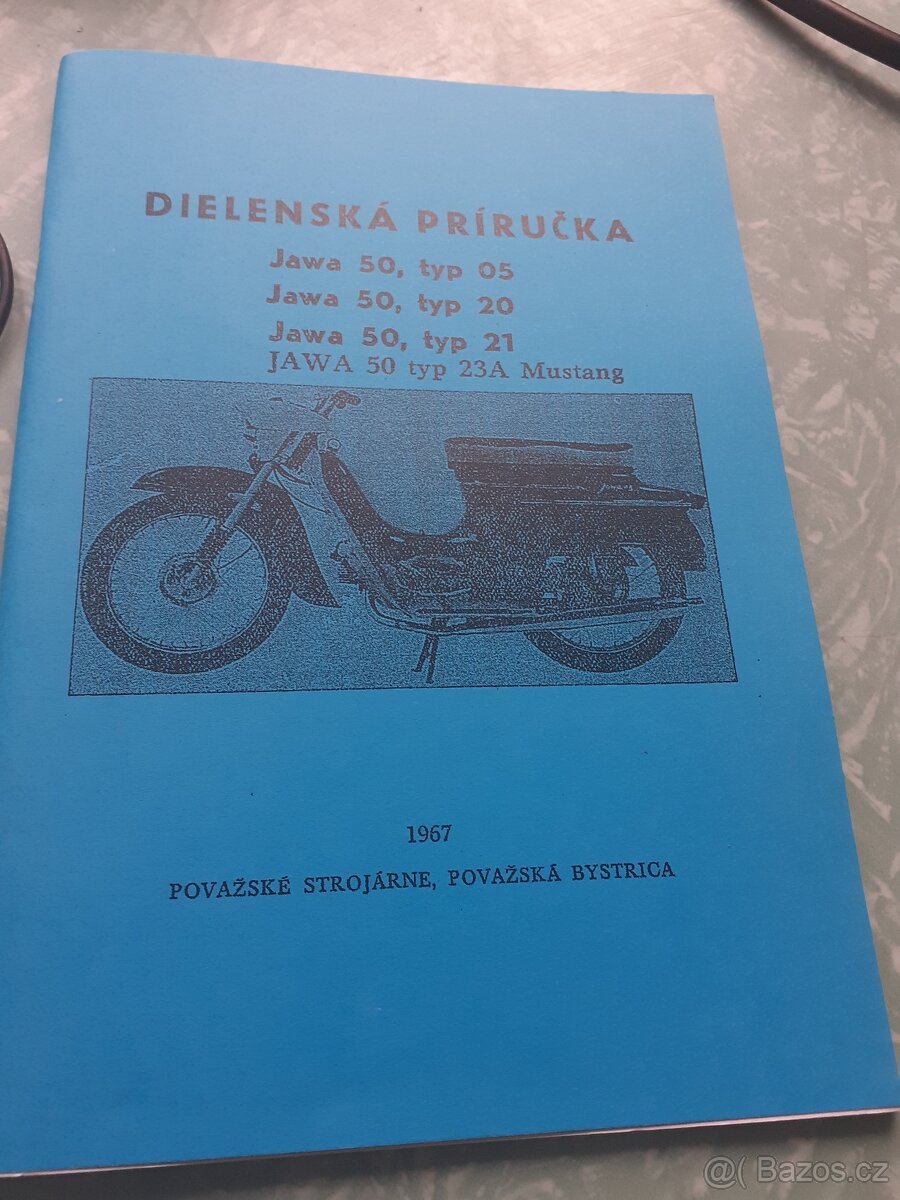 DIELENSKÁ PRÍRUČKA
Jawa 50, typ 05
Jawa 50, typ 20
Jawa 50, typ 21
JAWA 50 typ 23A Mustang
1967
POVAŽSKÉ STROJÁRNE, POVAŽSKÁ BYSTRICA
@( Bazos.cz